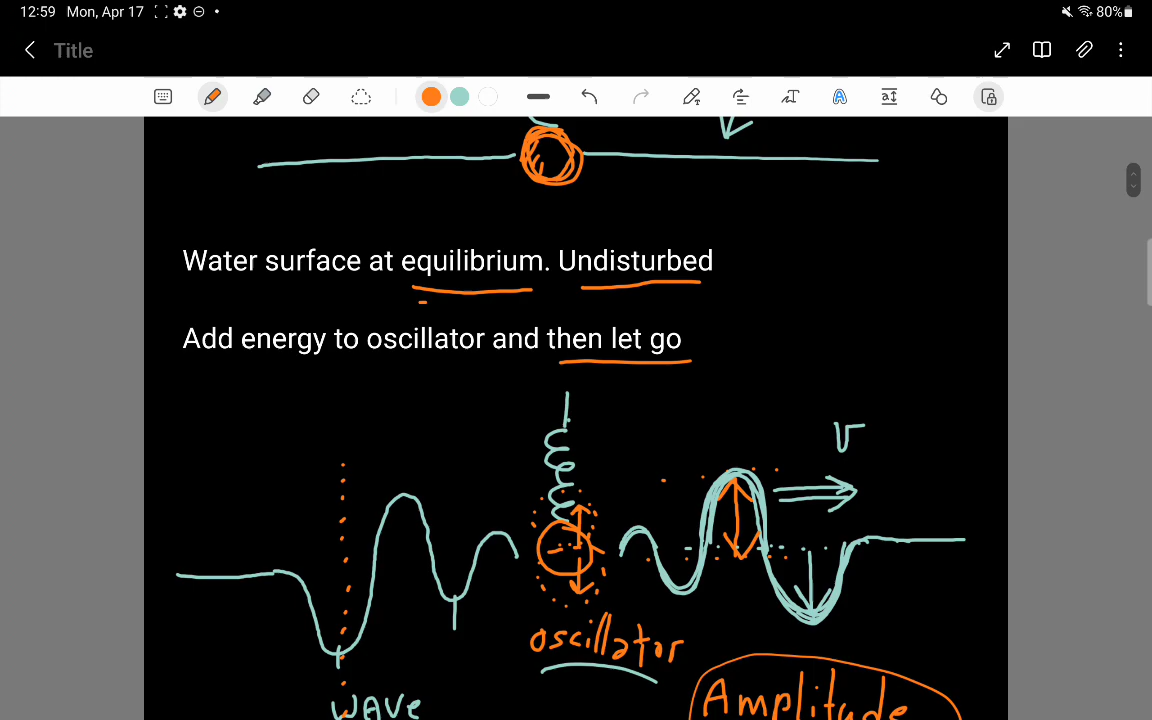 12:59 Mon, Apr 17 80%
Title
Water surface at equilibrium. Undisturbed
Add energy to oscillator and then let go
v
oscillator
Amplitude
wave